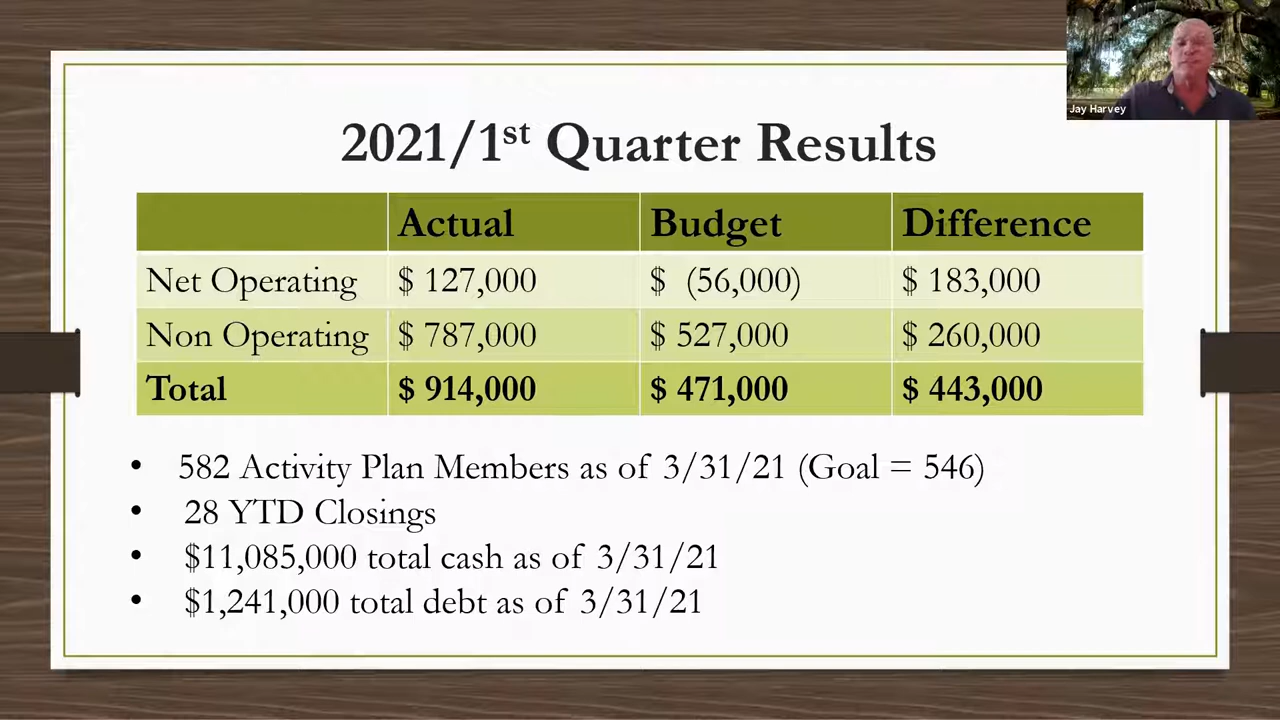 Jay Harvey
2021/1st Quarter Results
Actual Budget Difference
Net Operating $ 127,000 $ (56,000) $ 183,000
Non Operating $ 787,000 $ 527,000 $ 260,000
Total $ 914,000 $ 471,000 $ 443,000
• 582 Activity Plan Members as of 3/31/21 (Goal = 546)
• 28 YTD Closings
• $11,085,000 total cash as of 3/31/21
• $1,241,000 total debt as of 3/31/21